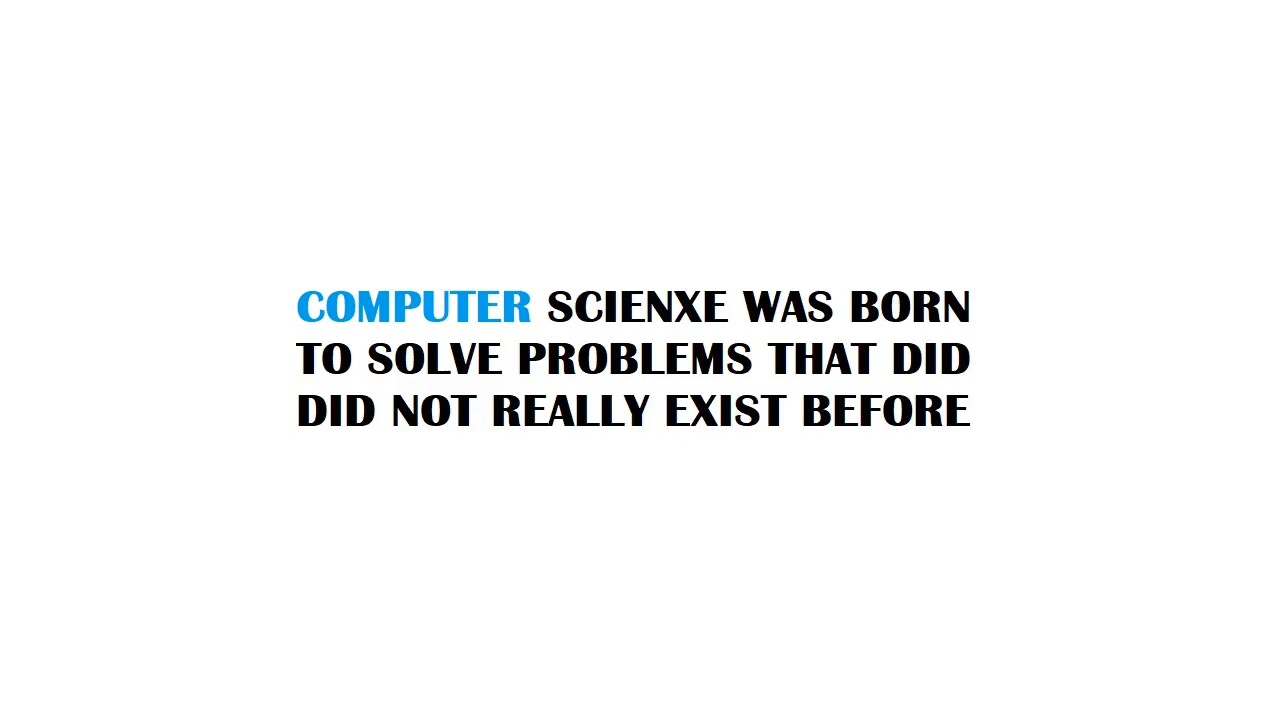 COMPUTER SCIENXE WAS BORN
TO SOLVE PROBLEMS THAT DID
DID NOT REALLY EXIST BEFORE